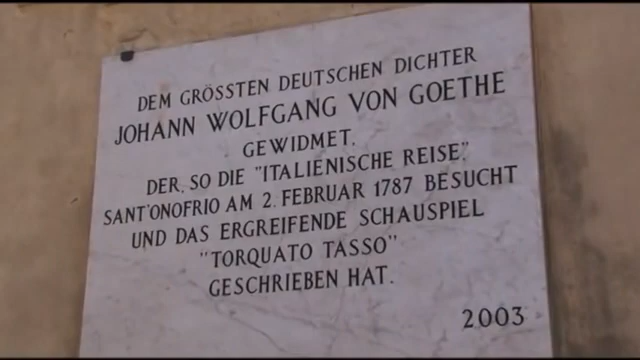 DEM GRÖSSTEN DEUTSCHEN DICHTER
JOHANN WOLFGANG VON GOETHE
GEWIDMET,
DER, SO DIE "ITALIENISCHE REISE",
SANT'ONOFRIO AM 2. FEBRUAR 1787 BESUCHT
UND DAS ERGREIFENDE SCHAUSPIEL
"TORQUATO TASSO"
GESCHRIEBEN HAT.
2003